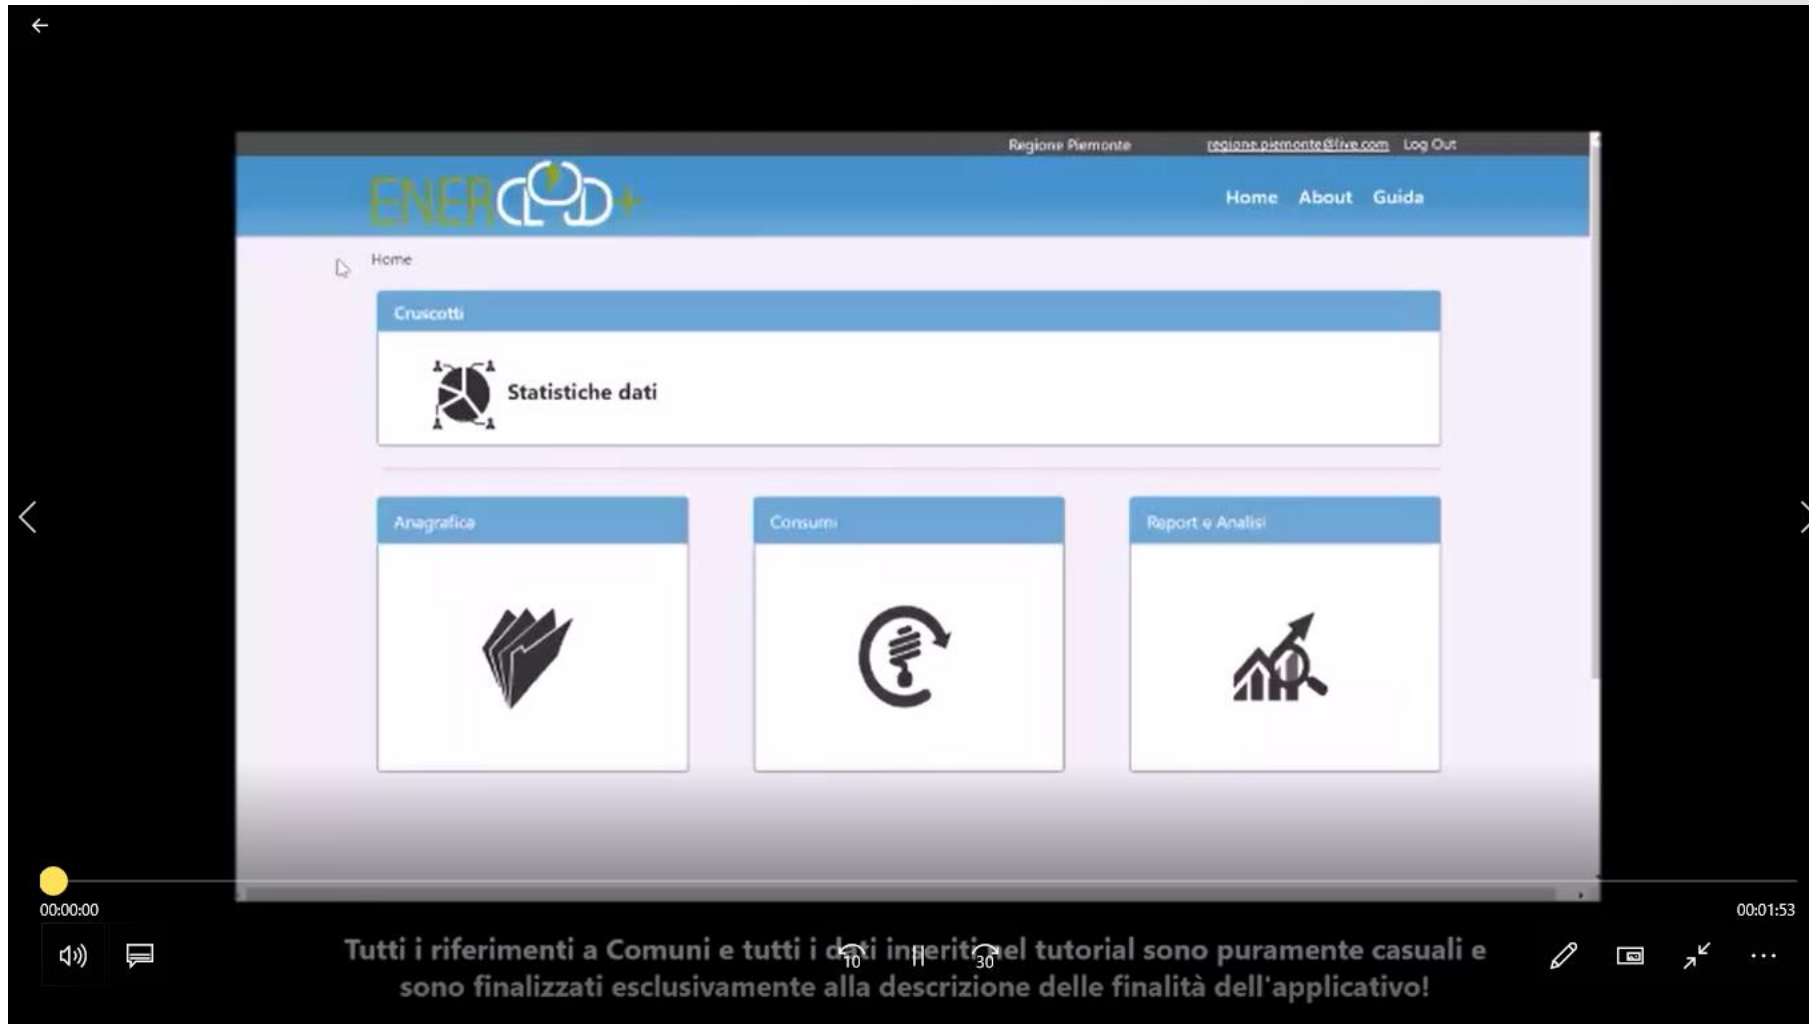 Regione Piemonte regione.piemonte@live.com Log Out
ENERCLOUD+
Home About Guida
Home
Cruscotti
Statistiche dati
Anagrafica Consumi Report e Analisi
00:00:00 00:01:53
Tutti i riferimenti a Comuni e tutti i dati inseriti nel tutorial sono puramente casuali e
10 30
sono finalizzati esclusivamente alla descrizione delle finalità dell'applicativo!